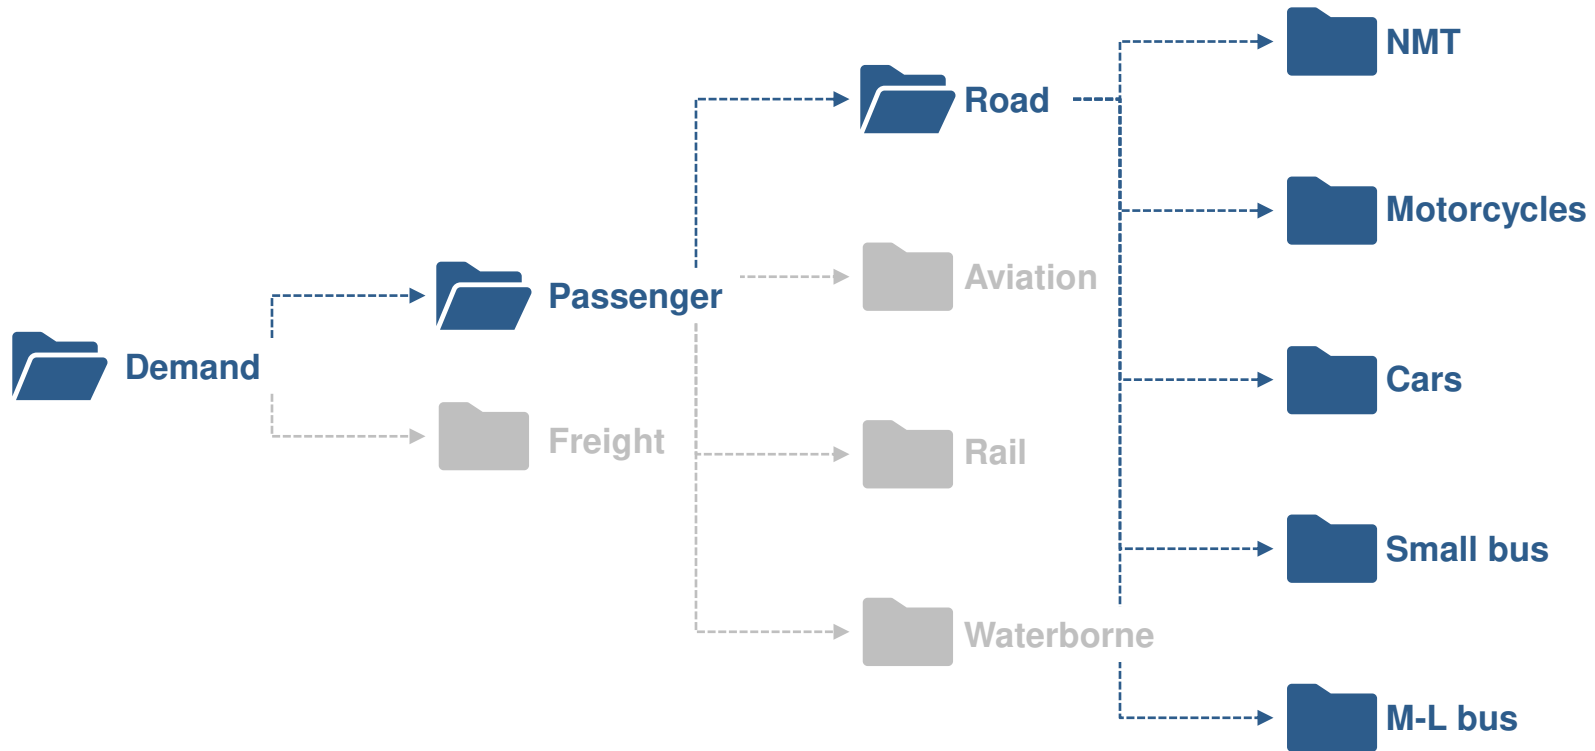 Demand
Passenger
Freight
Road
Aviation
Rail
Waterborne
NMT
Motorcycles
Cars
Small bus
M-L bus